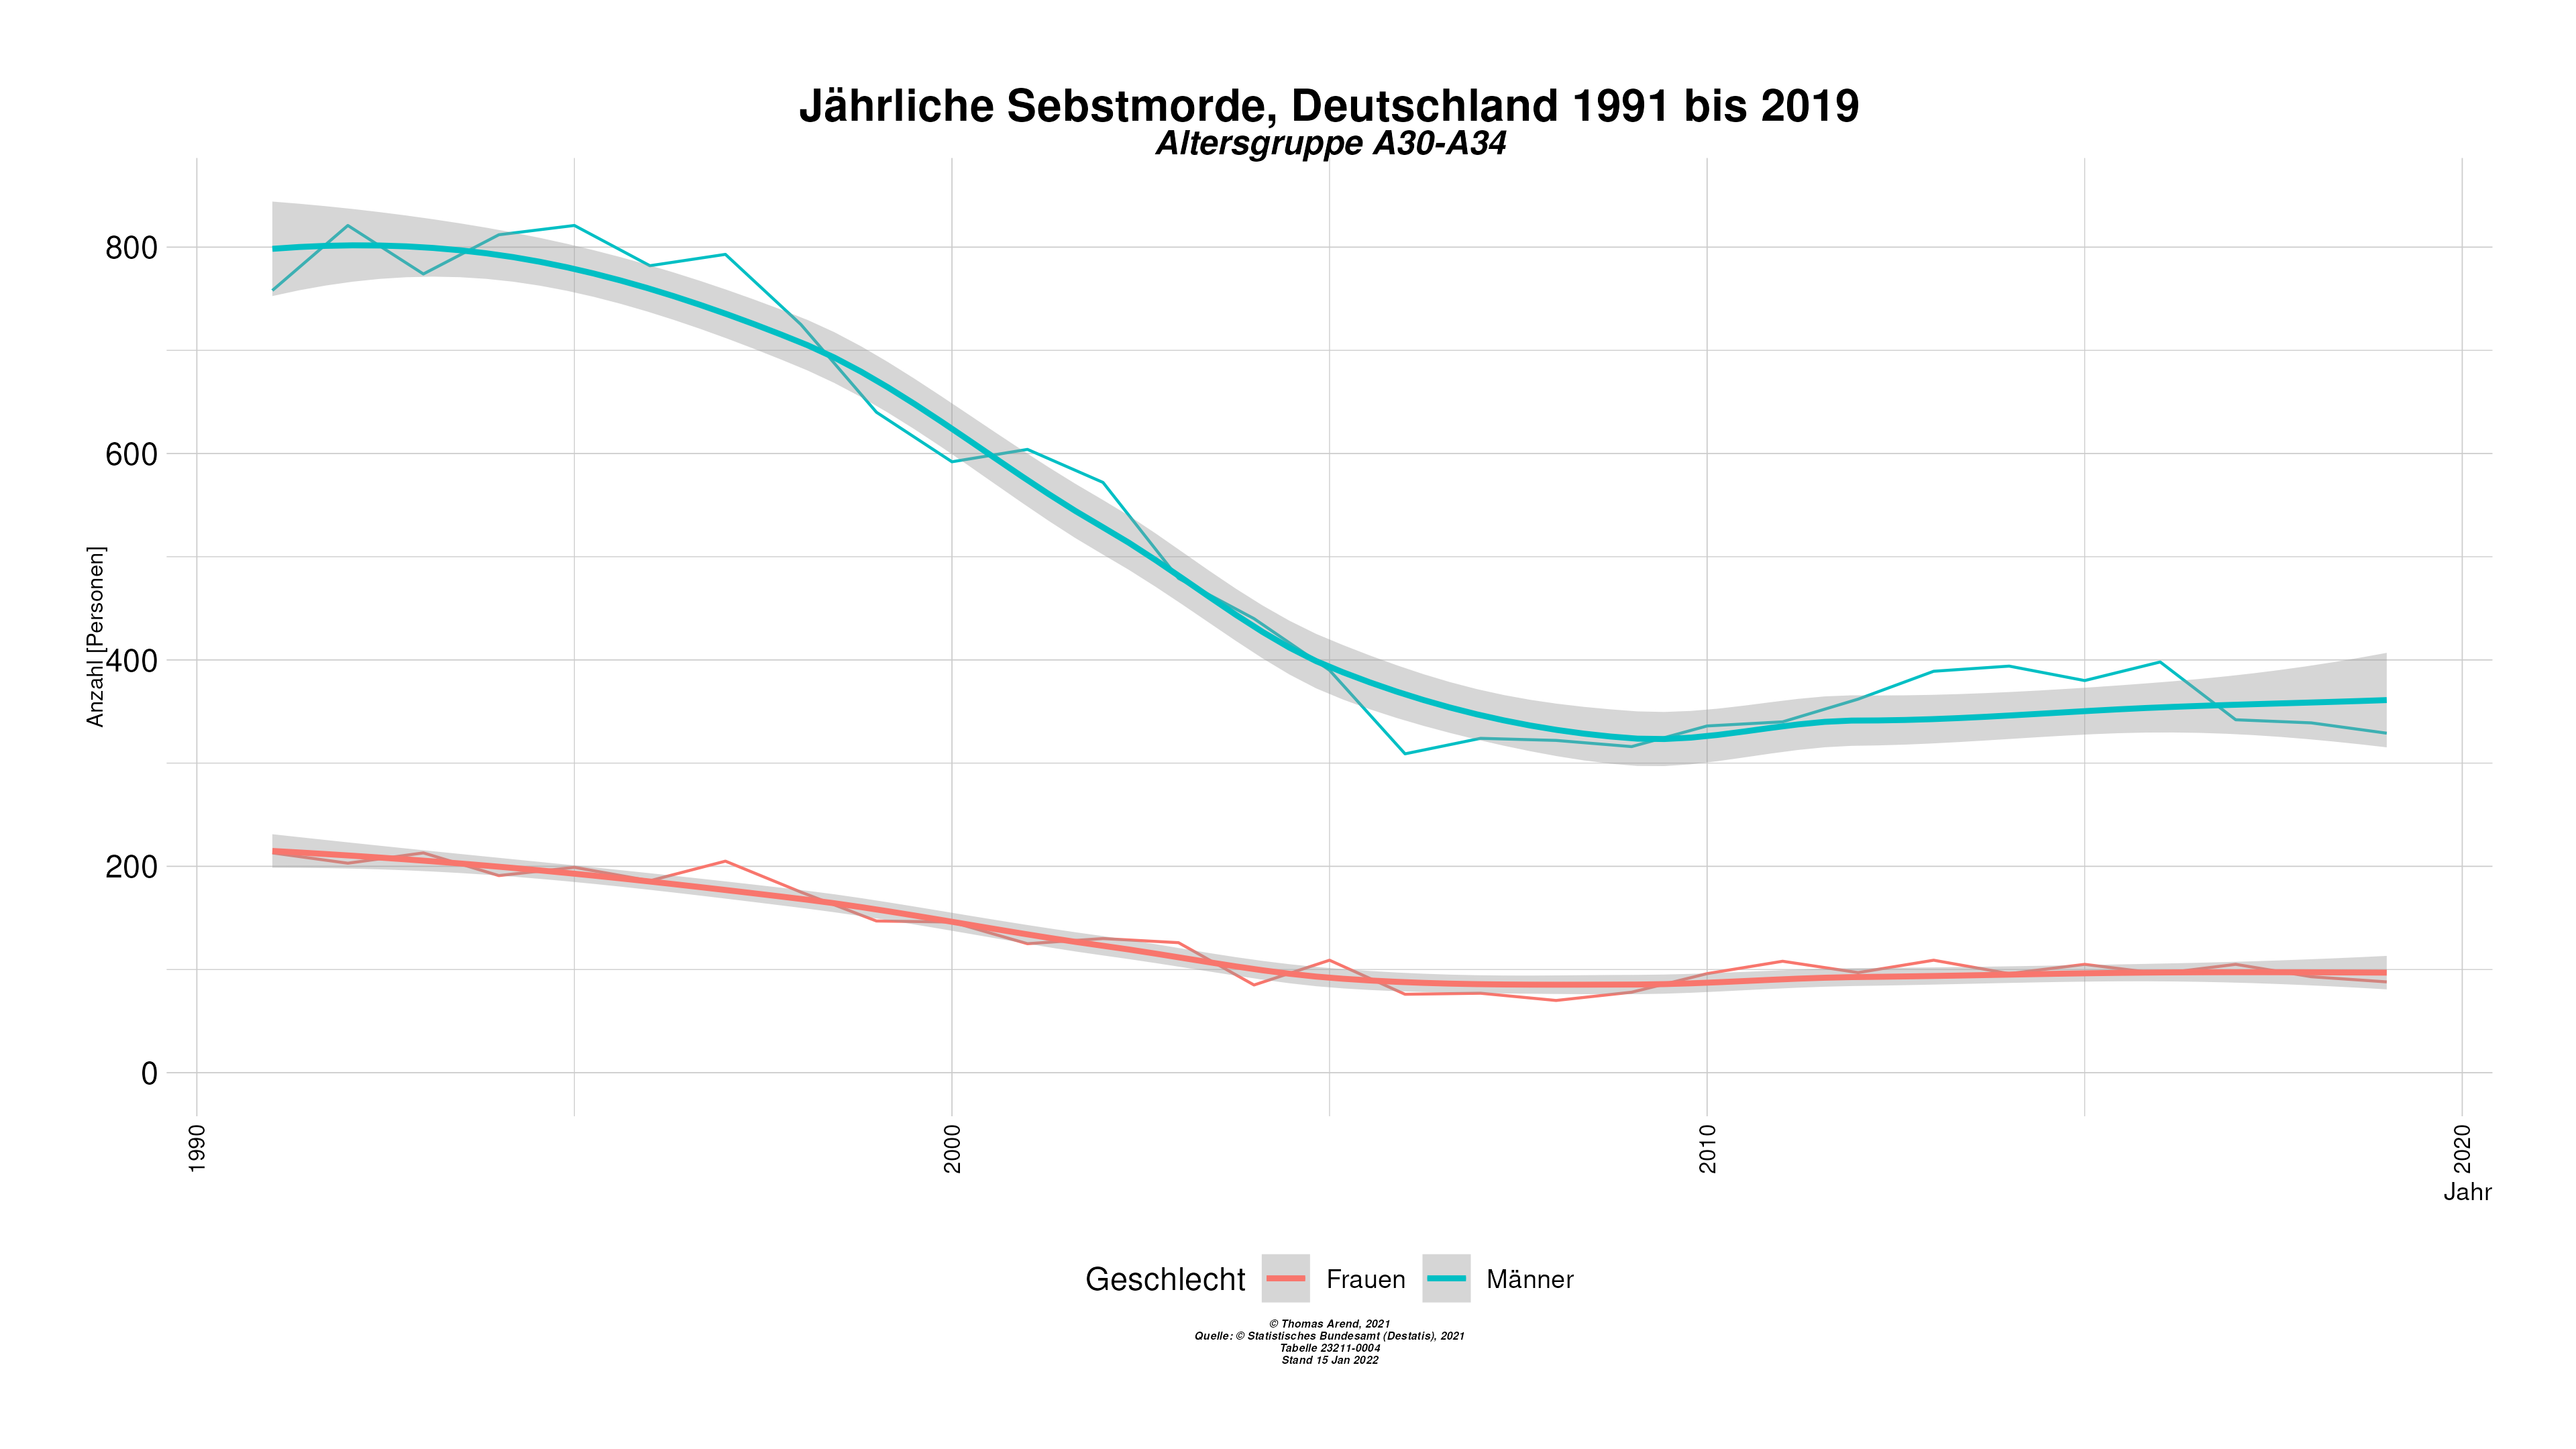 Jährliche Sebstmorde, Deutschland 1991 bis 2019
Altersgruppe A30-A34
Anzahl [Personen]
800
600
400
200
0
1990
2000
2010
2020
Jahr
Geschlecht Frauen Männer
© Thomas Arend, 2021
Quelle: © Statistisches Bundesamt (Destatis), 2021
Tabelle 23211-0004
Stand 15 Jan 2022